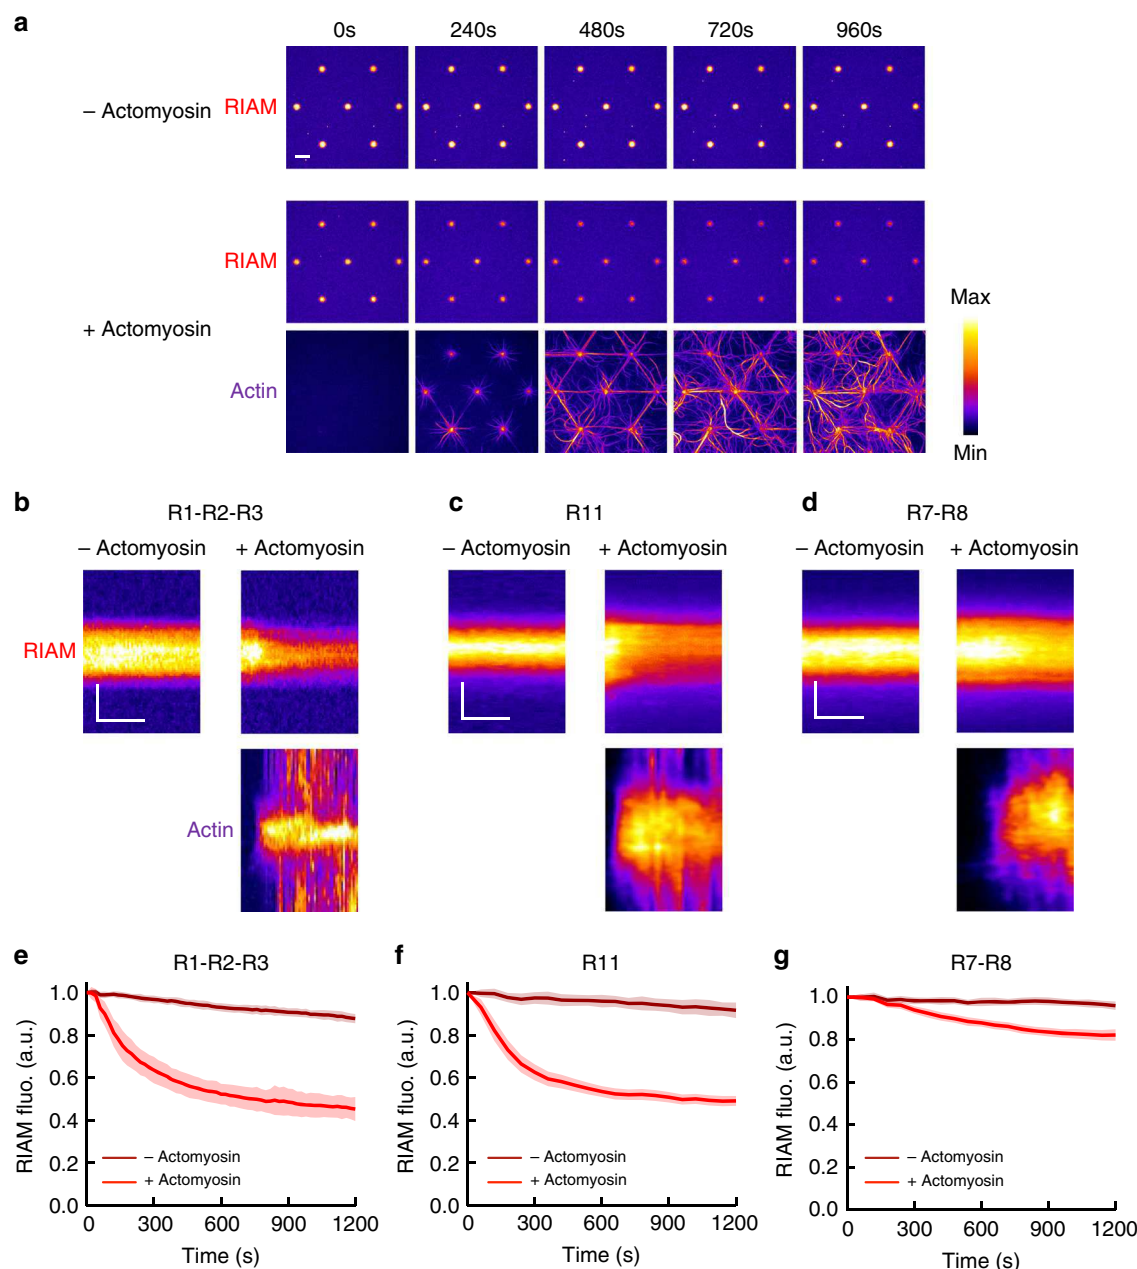 a
0s 240s 480s 720s 960s
– Actomyosin RIAM
RIAM
+ Actomyosin
Actin
Max
Min
b c d
R1-R2-R3 R11 R7-R8
– Actomyosin + Actomyosin – Actomyosin + Actomyosin – Actomyosin + Actomyosin
RIAM
Actin
e R1-R2-R3
RIAM fluo. (a.u.)
1.0
0.8
0.6
0.4
0.2
0.0
– Actomyosin
+ Actomyosin
0 300 600 900 1200
Time (s)
f R11
RIAM fluo. (a.u.)
1.0
0.8
0.6
0.4
0.2
0.0
– Actomyosin
+ Actomyosin
0 300 600 900 1200
Time (s)
g R7-R8
RIAM fluo. (a.u.)
1.0
0.8
0.6
0.4
0.2
0.0
– Actomyosin
+ Actomyosin
0 300 600 900 1200
Time (s)